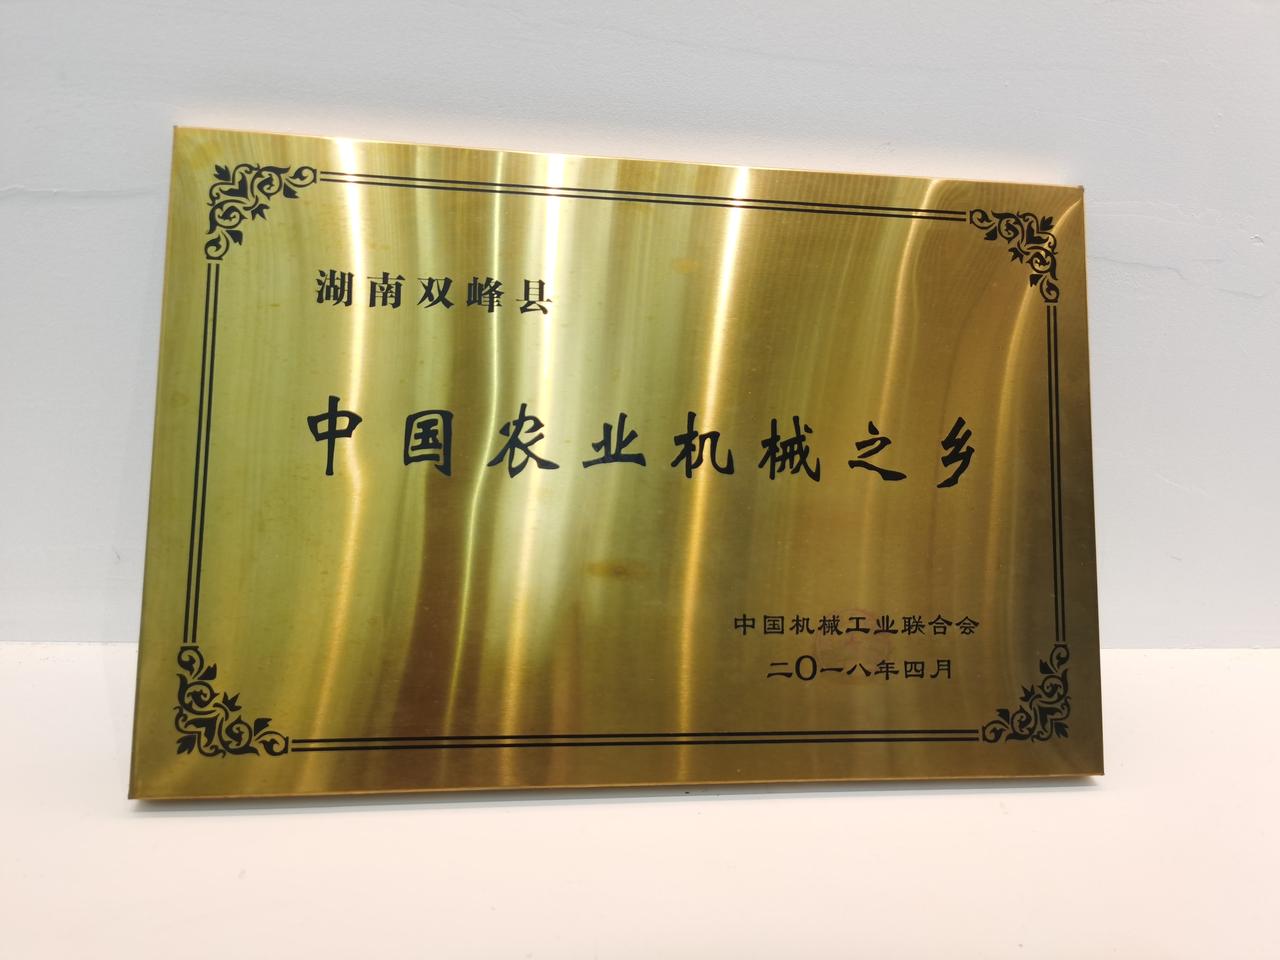 湖南双峰县
中国农业机械之乡
中国机械工业联合会
二〇一八年四月